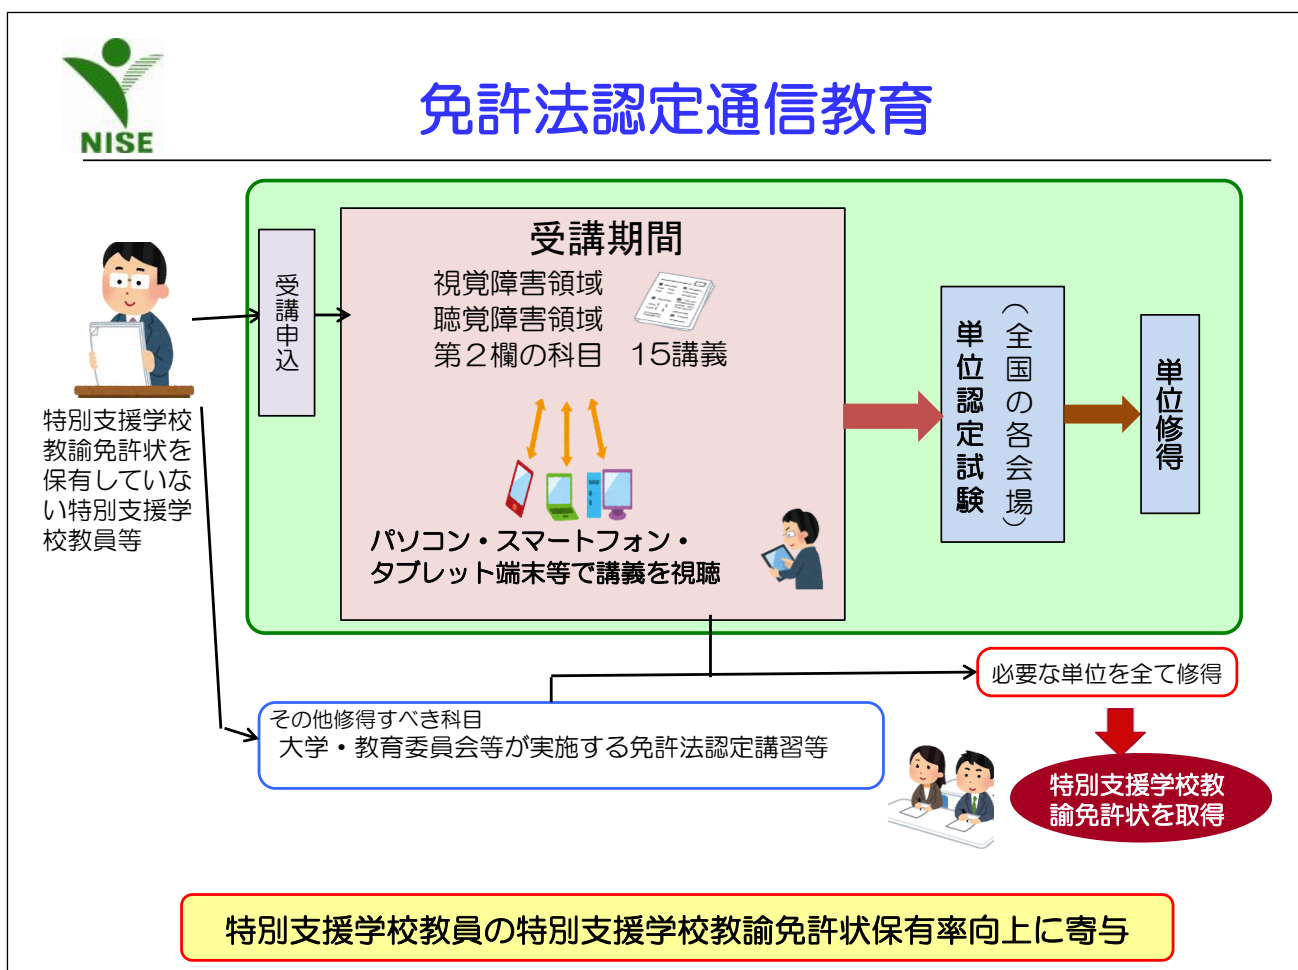 NISE
免許法認定通信教育
特別支援学校
教諭免許状を
保有していな
い特別支援学
校教員等
受講申込
受講期間
視覚障害領域
聴覚障害領域
第２欄の科目　15講義
パソコン・スマートフォン・
タブレット端末等で講義を視聴
（全国の各会場）
単位認定試験
単位修得
その他修得すべき科目
大学・教育委員会等が実施する免許法認定講習等
必要な単位を全て修得
特別支援学校教
諭免許状を取得
特別支援学校教員の特別支援学校教諭免許状保有率向上に寄与